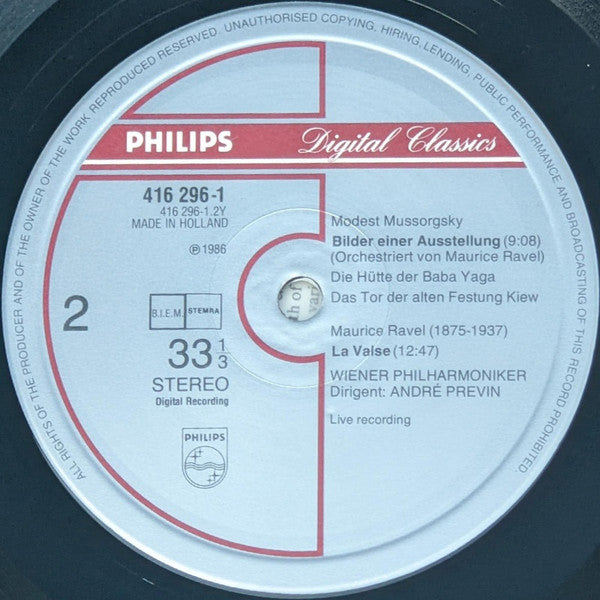 ALL RIGHTS OF THE PRODUCER AND OF THE OWNER OF THE WORK REPRODUCED RESERVED. UNAUTHORISED COPYING, HIRING, LENDING, PUBLIC PERFORMANCE AND BROADCASTING OF THIS RECORD PROHIBITED.
PHILIPS
Digital Classics
416 296-1
416 296-1.2Y
MADE IN HOLLAND
℗ 1986
2
B.I.E.M. STEMRA
33 1/3
STEREO
Digital Recording
PHILIPS
Modest Mussorgsky
Bilder einer Ausstellung (9:08)
(Orchestriert von Maurice Ravel)
Die Hütte der Baba Yaga
Das Tor der alten Festung Kiew
Maurice Ravel (1875-1937)
La Valse (12:47)
WIENER PHILHARMONIKER
Dirigent: ANDRÉ PREVIN
Live recording